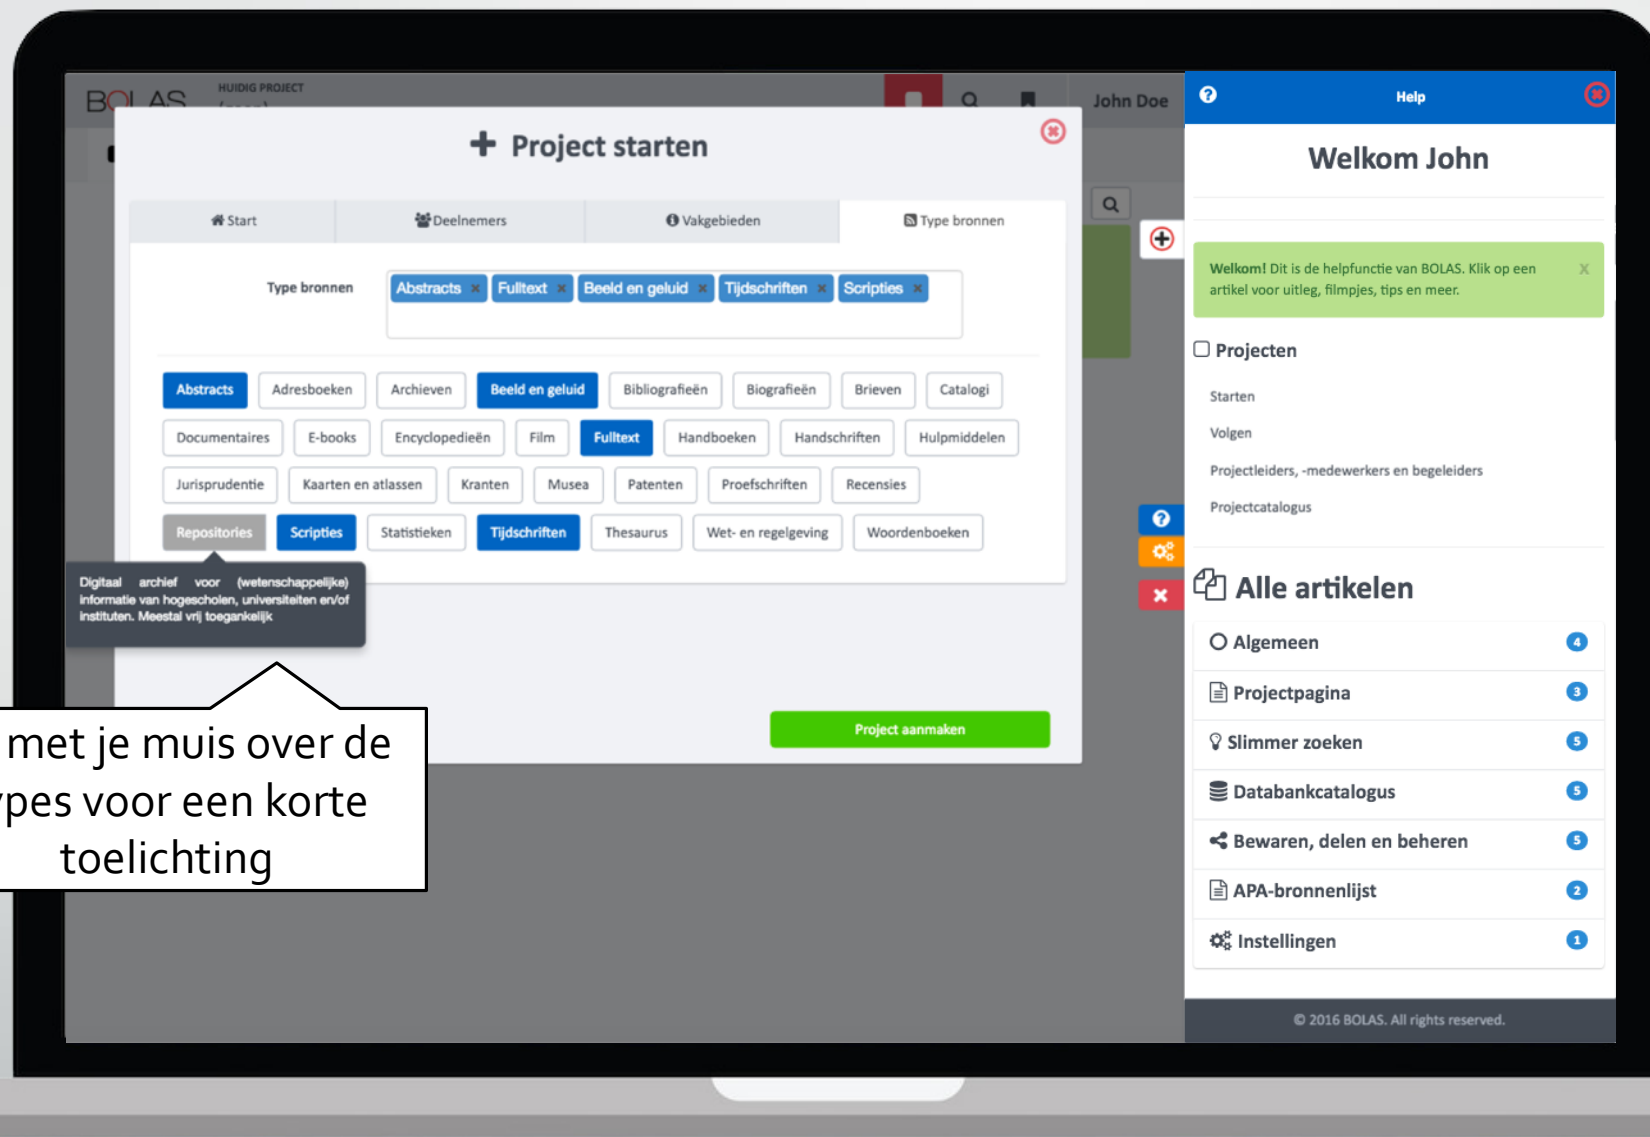 BOLAS
HUIDIG PROJECT
John Doe
Project starten
Start
Deelnemers
Vakgebieden
Type bronnen
Type bronnen
Abstracts × Fulltext × Beeld en geluid × Tijdschriften × Scripties ×
Abstracts Adresboeken Archieven Beeld en geluid Bibliografieën Biografieën Brieven Catalogi
Documentaires E-books Encyclopedieën Film Fulltext Handboeken Handschriften Hulpmiddelen
Jurisprudentie Kaarten en atlassen Kranten Musea Patenten Proefschriften Recensies
Repositories Scripties Statistieken Tijdschriften Thesaurus Wet- en regelgeving Woordenboeken
Digitaal archief voor (wetenschappelijke)
informatie van hogescholen, universiteiten en/of
instituten. Meestal vrij toegankelijk
Project aanmaken
met je muis over de
ypes voor een korte
toelichting
Help
Welkom John
Welkom! Dit is de helpfunctie van BOLAS. Klik op een X
artikel voor uitleg, filmpjes, tips en meer.
Projecten
Starten
Volgen
Projectleiders, -medewerkers en begeleiders
Projectcatalogus
Alle artikelen
Algemeen 4
Projectpagina 3
Slimmer zoeken 5
Databankcatalogus 5
Bewaren, delen en beheren 5
APA-bronnenlijst 2
Instellingen 1
© 2016 BOLAS. All rights reserved.